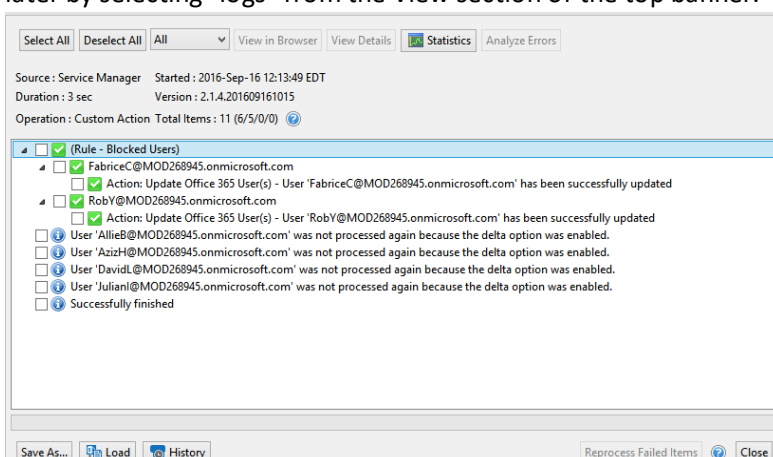 later by selecting "logs" from the View section of the top banner.
Select All Deselect All All View in Browser View Details Statistics Analyze Errors
Source : Service Manager Started : 2016-Sep-16 12:13:49 EDT
Duration : 3 sec Version : 2.1.4.201609161015
Operation : Custom Action Total Items : 11 (6/5/0/0)
(Rule - Blocked Users)
FabriceC@MOD268945.onmicrosoft.com
Action: Update Office 365 User(s) - User 'FabriceC@MOD268945.onmicrosoft.com' has been successfully updated
RobY@MOD268945.onmicrosoft.com
Action: Update Office 365 User(s) - User 'RobY@MOD268945.onmicrosoft.com' has been successfully updated
User 'AllieB@MOD268945.onmicrosoft.com' was not processed again because the delta option was enabled.
User 'AzizH@MOD268945.onmicrosoft.com' was not processed again because the delta option was enabled.
User 'DavidL@MOD268945.onmicrosoft.com' was not processed again because the delta option was enabled.
User 'JulianI@MOD268945.onmicrosoft.com' was not processed again because the delta option was enabled.
Successfully finished
Save As... Load History Reprocess Failed Items Close